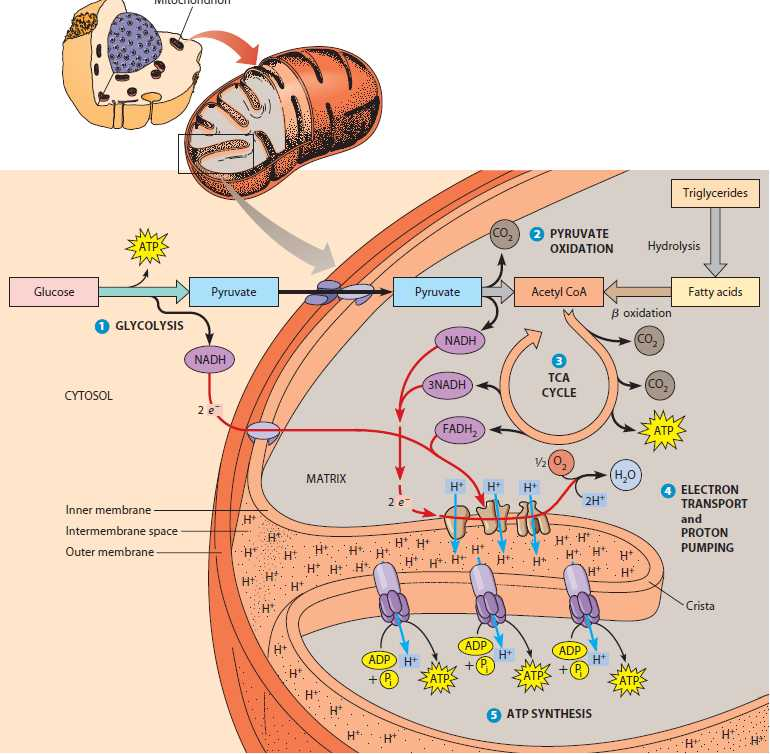 Mitochondrion
Triglycerides
CO2
2 PYRUVATE
OXIDATION
Hydrolysis
ATP
Glucose
Pyruvate
Pyruvate
Acetyl CoA
Fatty acids
β oxidation
1 GLYCOLYSIS
NADH
NADH
CO2
3
TCA
CYCLE
3NADH
CO2
CYTOSOL
2 e–
FADH2
ATP
½ O2
H2O
MATRIX
H+ H+ H+
2H+
4 ELECTRON
TRANSPORT
and
PROTON
PUMPING
2 e–
Inner membrane
Intermembrane space
Outer membrane
H+
H+
H+ H+ H+ H+ H+ H+ H+ H+ H+
H+ H+ H+ H+ H+ H+ H+ H+ H+ H+
H+ H+ H+ H+
H+
Crista
ADP
+ Pi
H+
ATP
ADP
+ Pi
H+
ATP
ADP
+ Pi
H+
ATP
H+
H+
H+
H+
5 ATP SYNTHESIS
H+ H+
H+ H+ H+